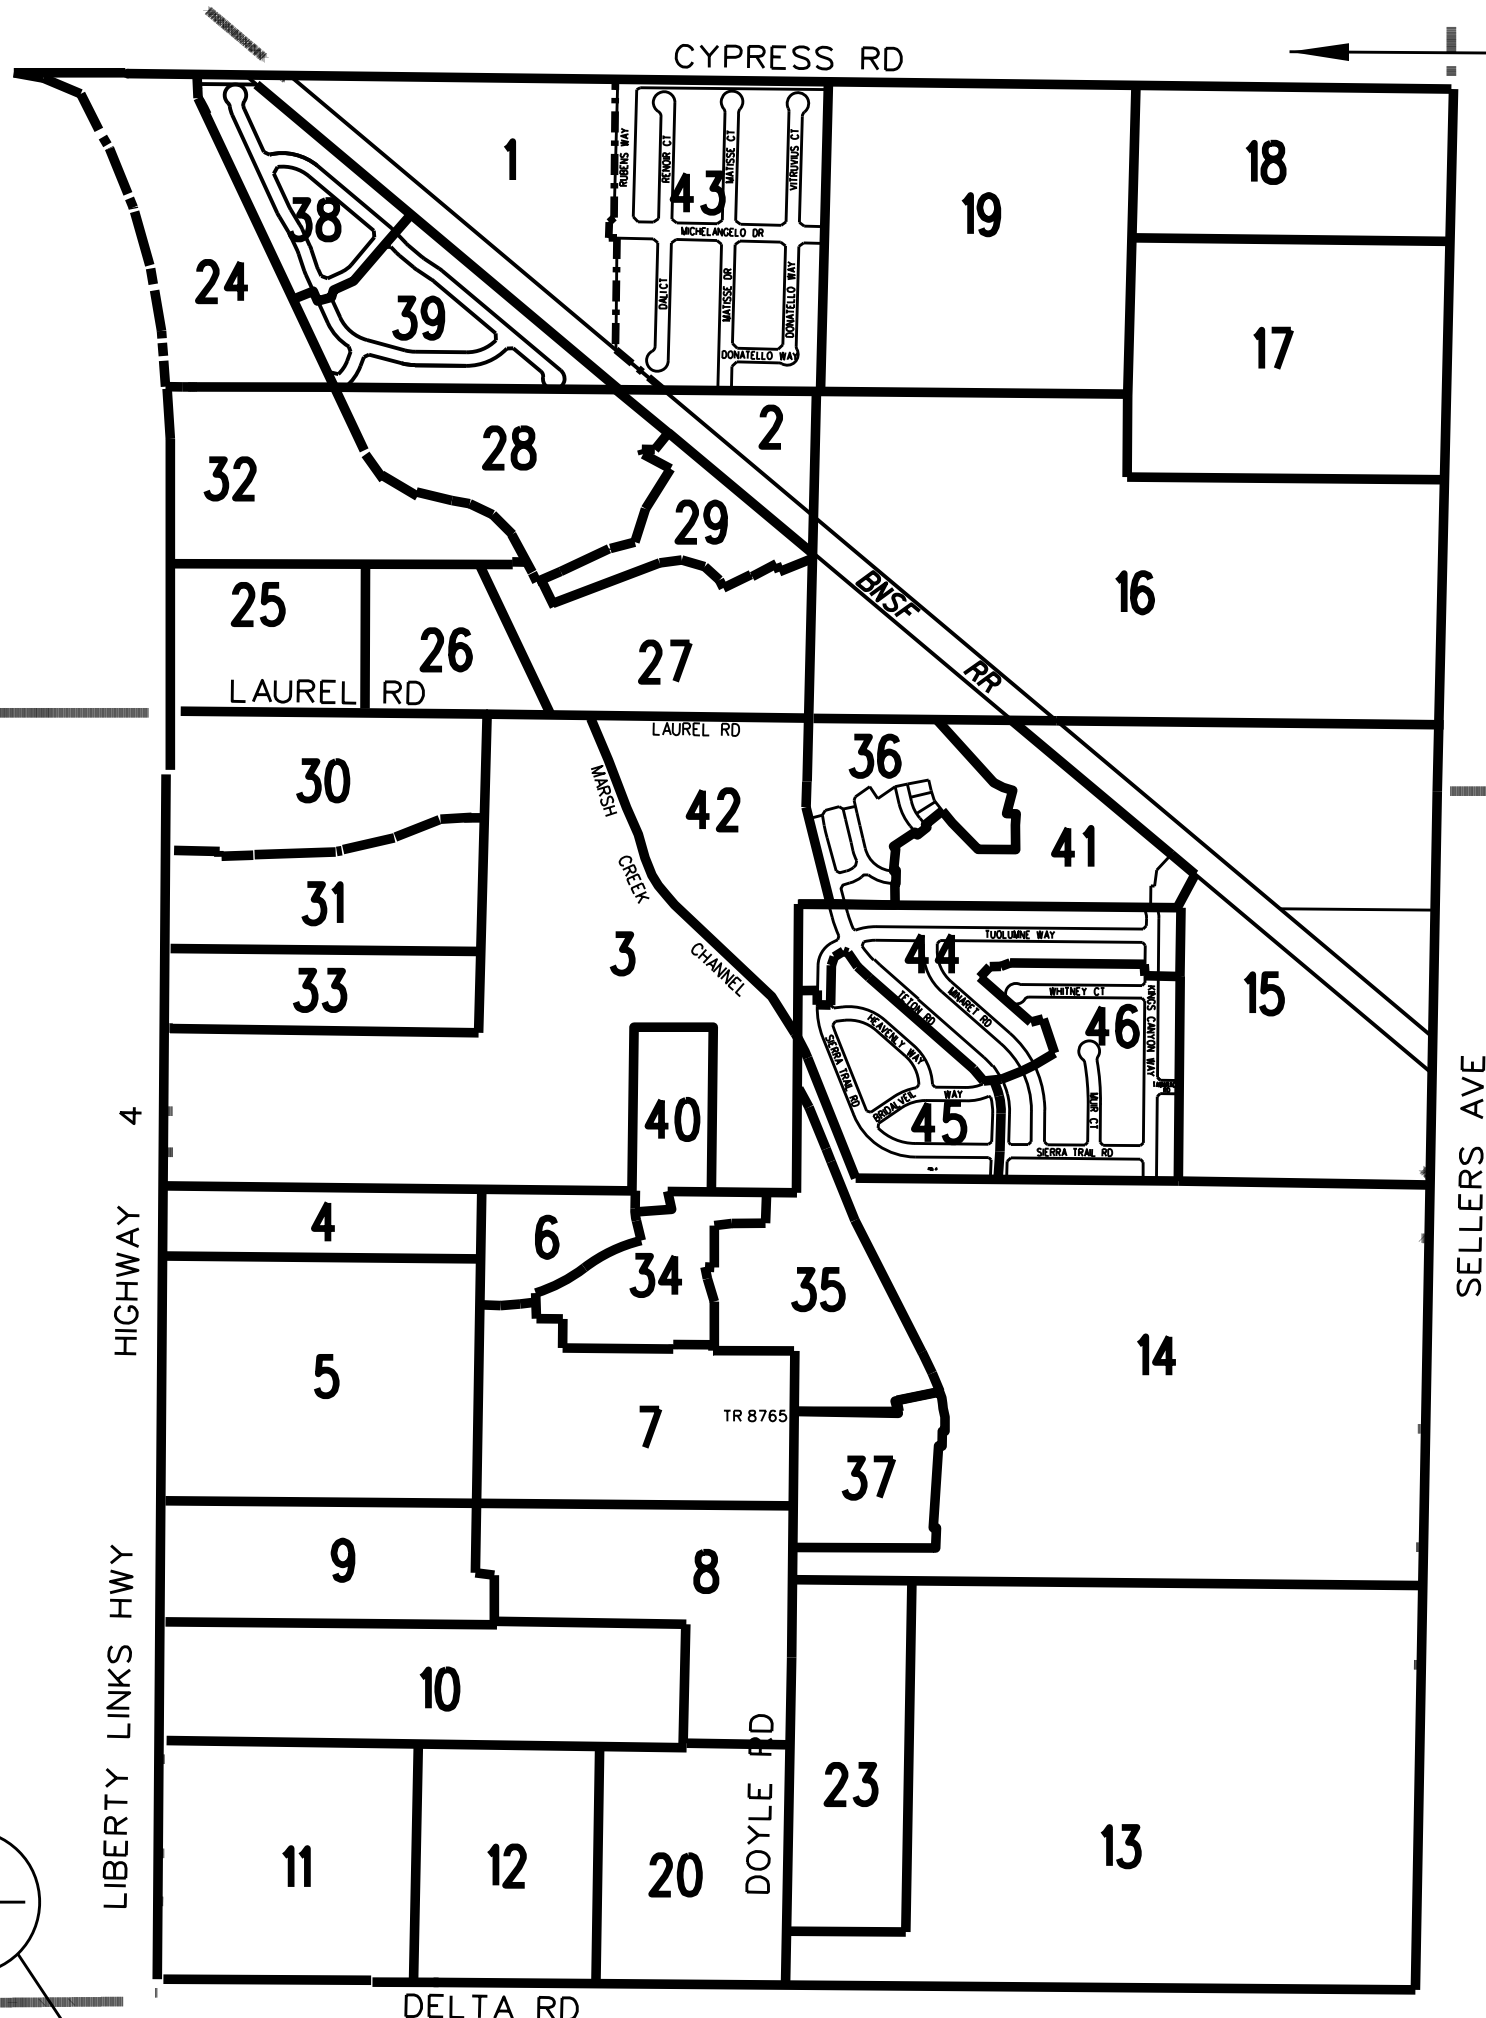 CYPRESS RD
1
18
RUBENS WAY
RENOIR CT
MATISSE CT
VITRUVIUS CT
43
19
38
MICHELANGELO DR
24
39
DALI CT
MATISSE DR
DONATELLO WAY
17
DONATELLO WAY
2
28
32
29
BNSF RR
16
25
26
27
LAUREL RD
LAUREL RD
36
30
MARSH CREEK CHANNEL
42
41
31
3
TUOLUMNE WAY
44
33
15
WHITNEY CT
TETON RD
MINARET RD
KINGS CANYON WAY
46
HEAVENLY WAY
SIERRA TRAIL RD
BRIDALVEIL WAY
45
MUIR CT
40
SIERRA TRAIL RD
HIGHWAY 4
SELLERS AVE
4
6
34
35
14
5
7
TR 8765
37
9
8
LIBERTY LINKS HWY
10
DOYLE RD
23
13
11
12
20
DELTA RD